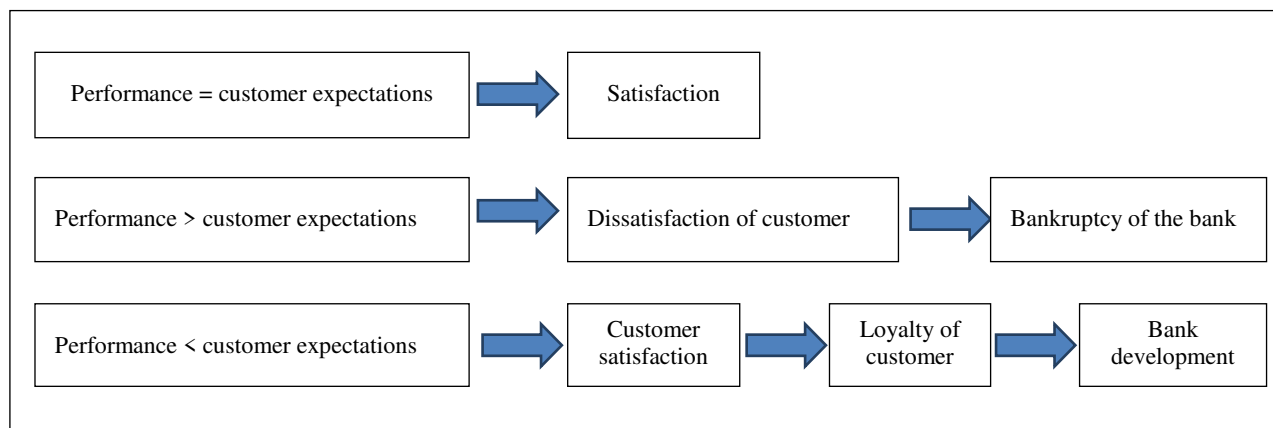 Performance = customer expectations
Satisfaction
Performance > customer expectations
Dissatisfaction of customer
Bankruptcy of the bank
Performance < customer expectations
Customer
satisfaction
Loyalty of
customer
Bank
development